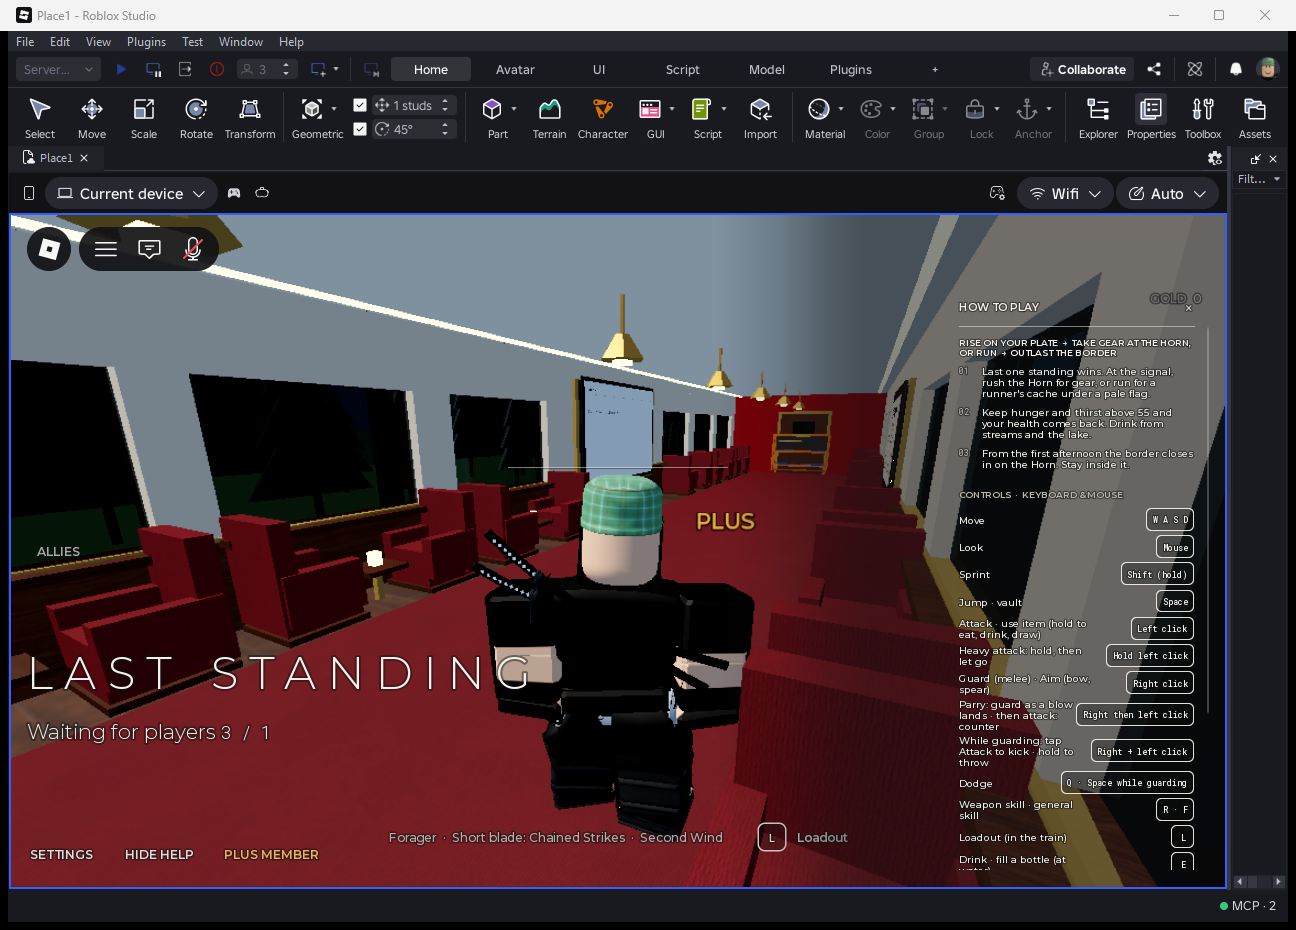 Place1 - Roblox Studio
File Edit View Plugins Test Window Help
Server... 3 Home Avatar UI Script Model Plugins + Collaborate
1 studs
45°
Select Move Scale Rotate Transform Geometric Part Terrain Character GUI Script Import Material Color Group Lock Anchor Explorer Properties Toolbox Assets
Place1
Filt...
Current device Wifi Auto
GOLD 0
HOW TO PLAY
RISE ON YOUR PLATE → TAKE GEAR AT THE HORN,
OR RUN → OUTLAST THE BORDER
01 Last one standing wins. At the signal,
rush the Horn for gear, or run for a
runner's cache under a pale flag.
02 Keep hunger and thirst above 55 and
your health comes back. Drink from
streams and the lake.
03 From the first afternoon the border closes
in on the Horn. Stay inside it.
CONTROLS · KEYBOARD & MOUSE
Move W A S D
Look Mouse
Sprint Shift (hold)
Jump · vault Space
Attack · use item (hold to
eat, drink, draw) Left click
Heavy attack: hold, then
let go Hold left click
Guard (melee) · Aim (bow,
spear) Right click
Parry: guard as a blow
lands · then attack:
counter Right then left click
While guarding: tap
Attack to kick · hold to
throw Right + left click
Dodge Q · Space while guarding
Weapon skill · general
skill R · F
Loadout (in the train) L
Drink · fill a bottle (at
water) E
PLUS
ALLIES
LAST STANDING
Waiting for players 3 / 1
Forager · Short blade: Chained Strikes · Second Wind L Loadout
SETTINGS HIDE HELP PLUS MEMBER
MCP · 2